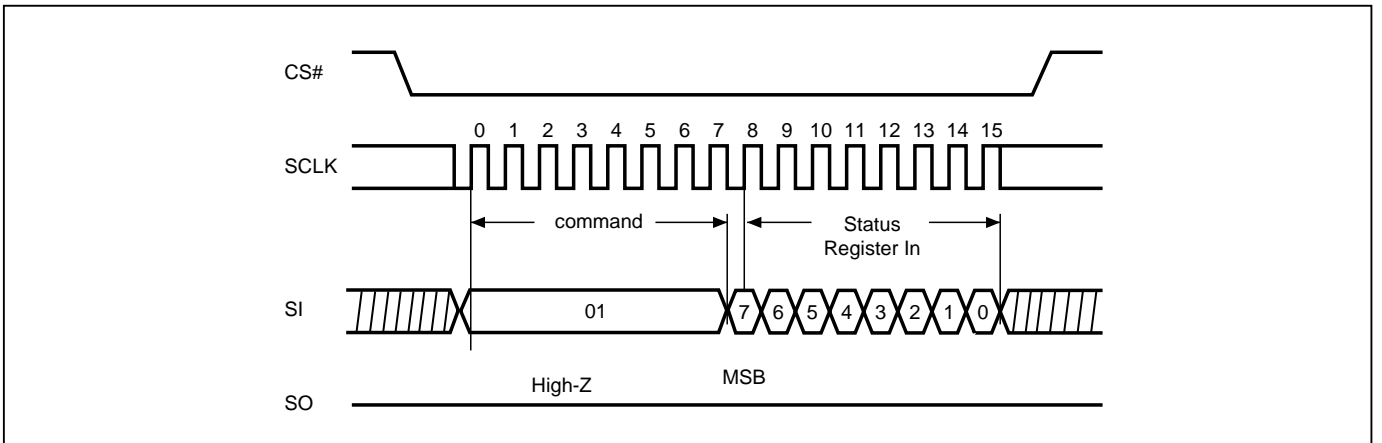 CS#
0 1 2 3 4 5 6 7 8 9 10 11 12 13 14 15
SCLK
command
Status
Register In
SI
01
7 6 5 4 3 2 1 0
High-Z
MSB
SO